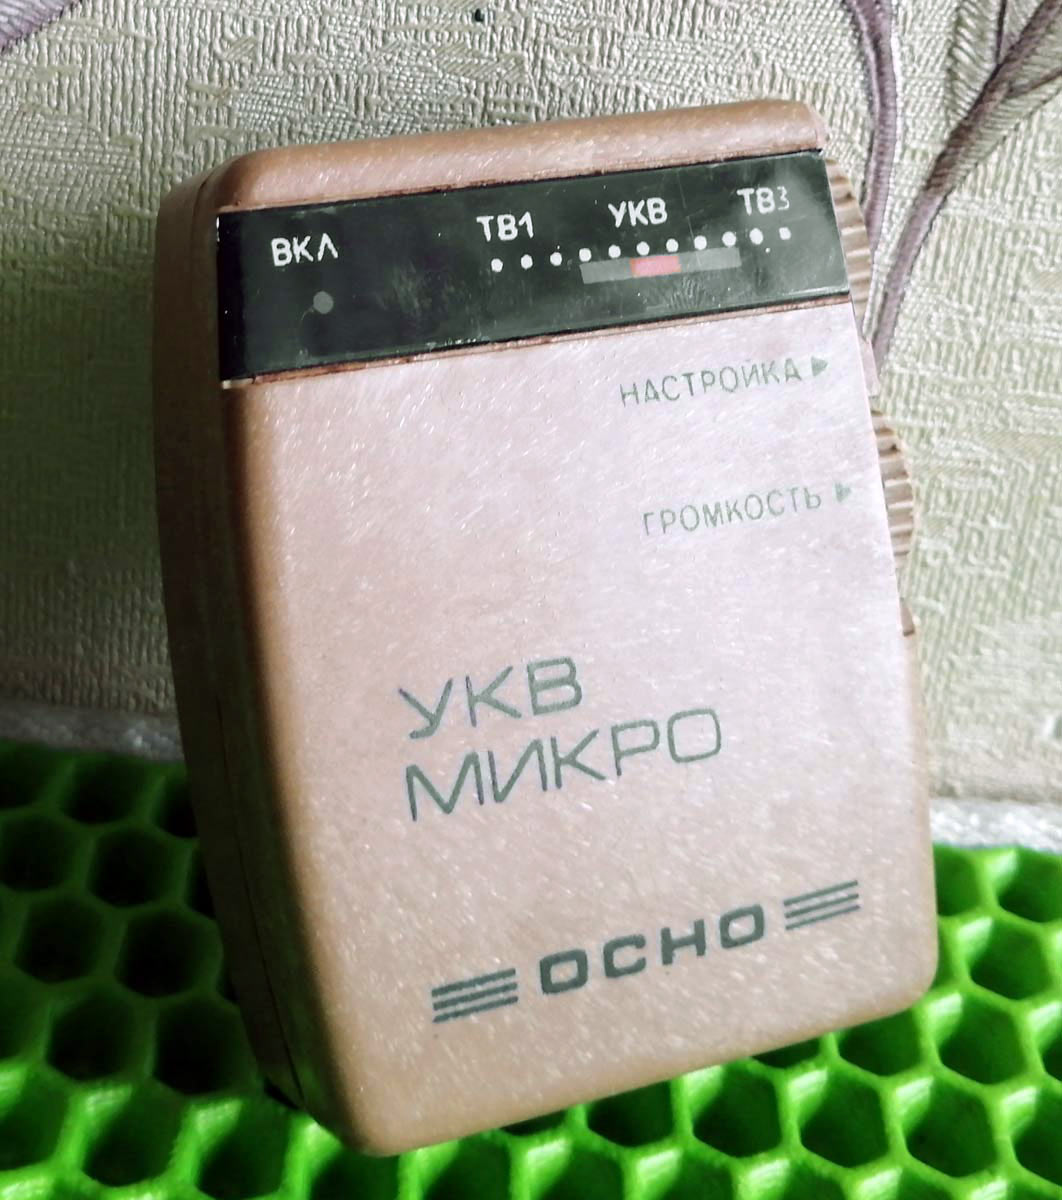 ВКЛ ТВ1 УКВ ТВ3
НАСТРОЙКА
ГРОМКОСТЬ
УКВ
МИКРО
ОСНО